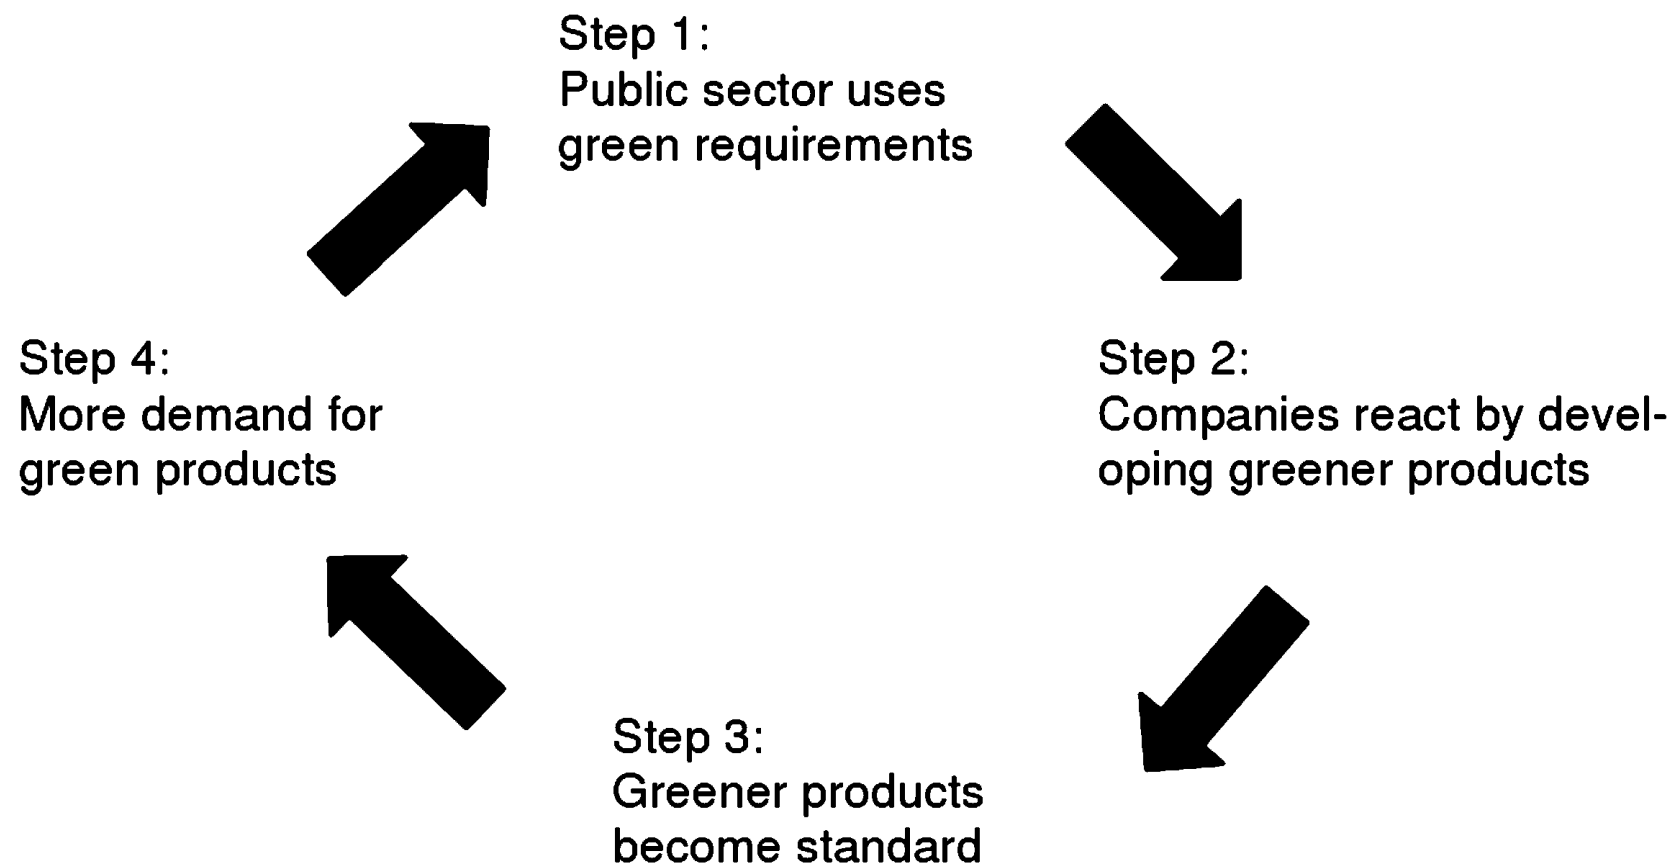 Step 1:
Public sector uses
green requirements
Step 2:
Companies react by devel-
oping greener products
Step 3:
Greener products
become standard
Step 4:
More demand for
green products